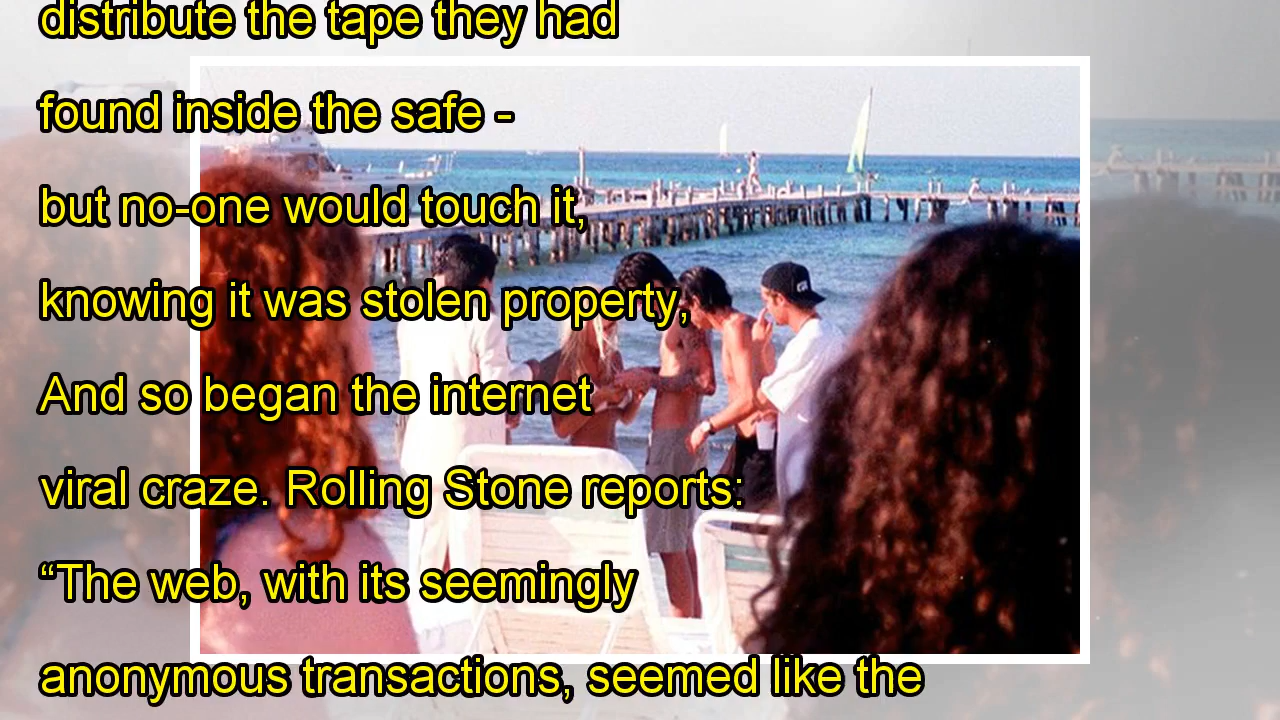 distribute the tape they had
found inside the safe -
but no-one would touch it,
knowing it was stolen property,
And so began the internet
viral craze. Rolling Stone reports:
“The web, with its seemingly
anonymous transactions, seemed like the